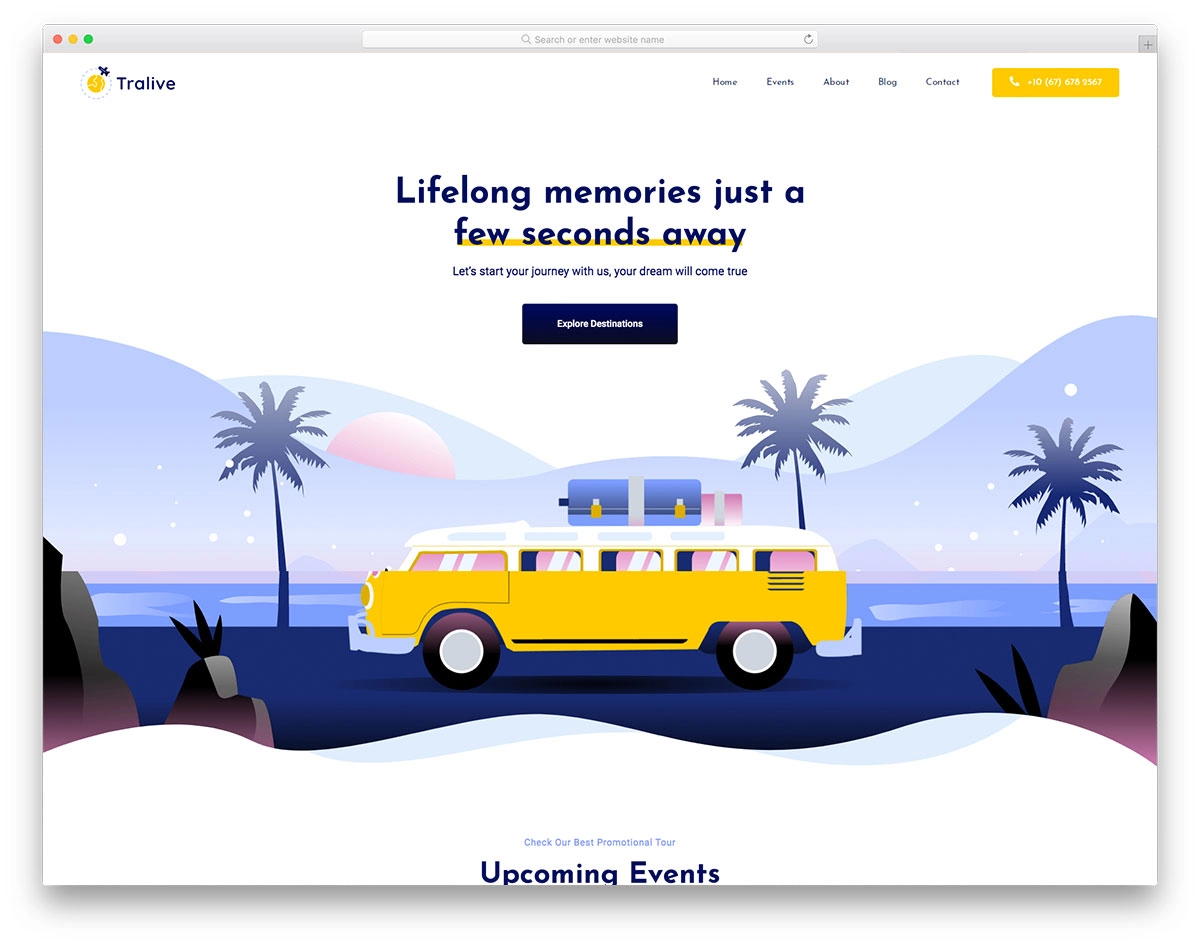 Search or enter website name
Tralive
Home Events About Blog Contact +10 (67) 678 2567
Lifelong memories just a
few seconds away
Let's start your journey with us, your dream will come true
Explore Destinations
Check Our Best Promotional Tour
Upcoming Events